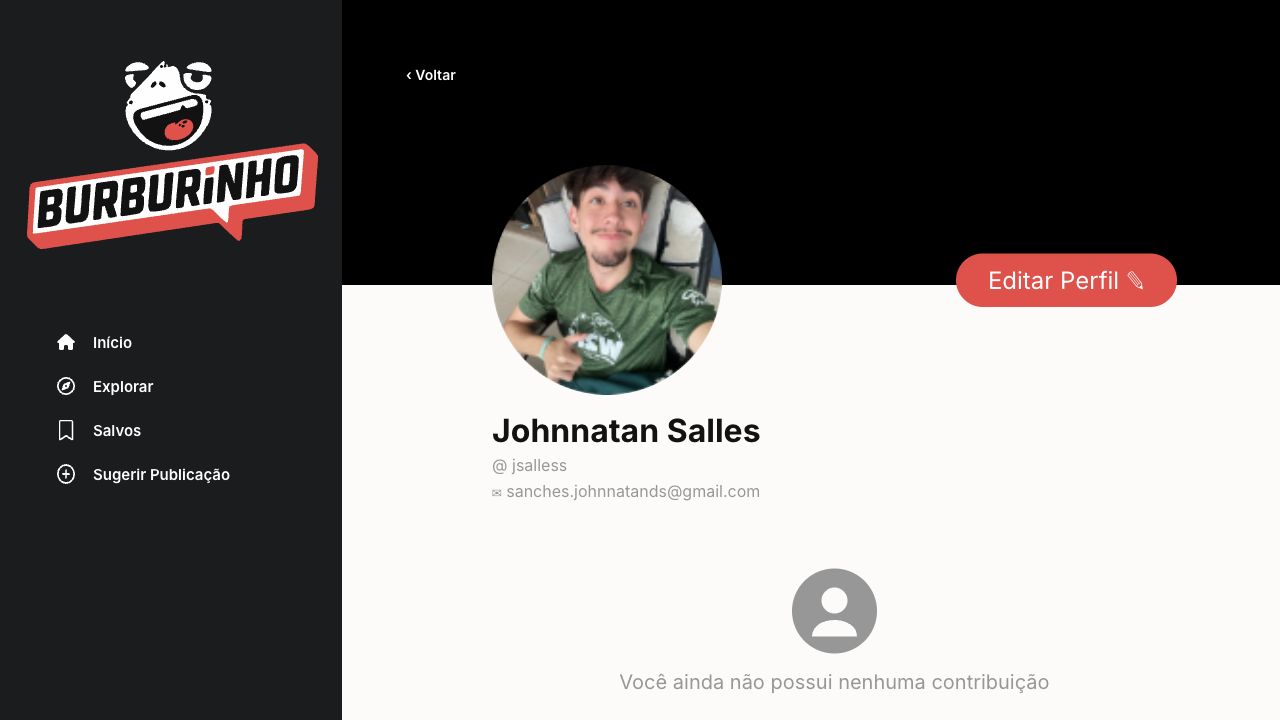 BURBURiNHO
Início
Explorar
Salvos
Sugerir Publicação
‹ Voltar
Editar Perfil ✎
Johnnatan Salles
@ jsalless
✉ sanches.johnnatands@gmail.com
Você ainda não possui nenhuma contribuição